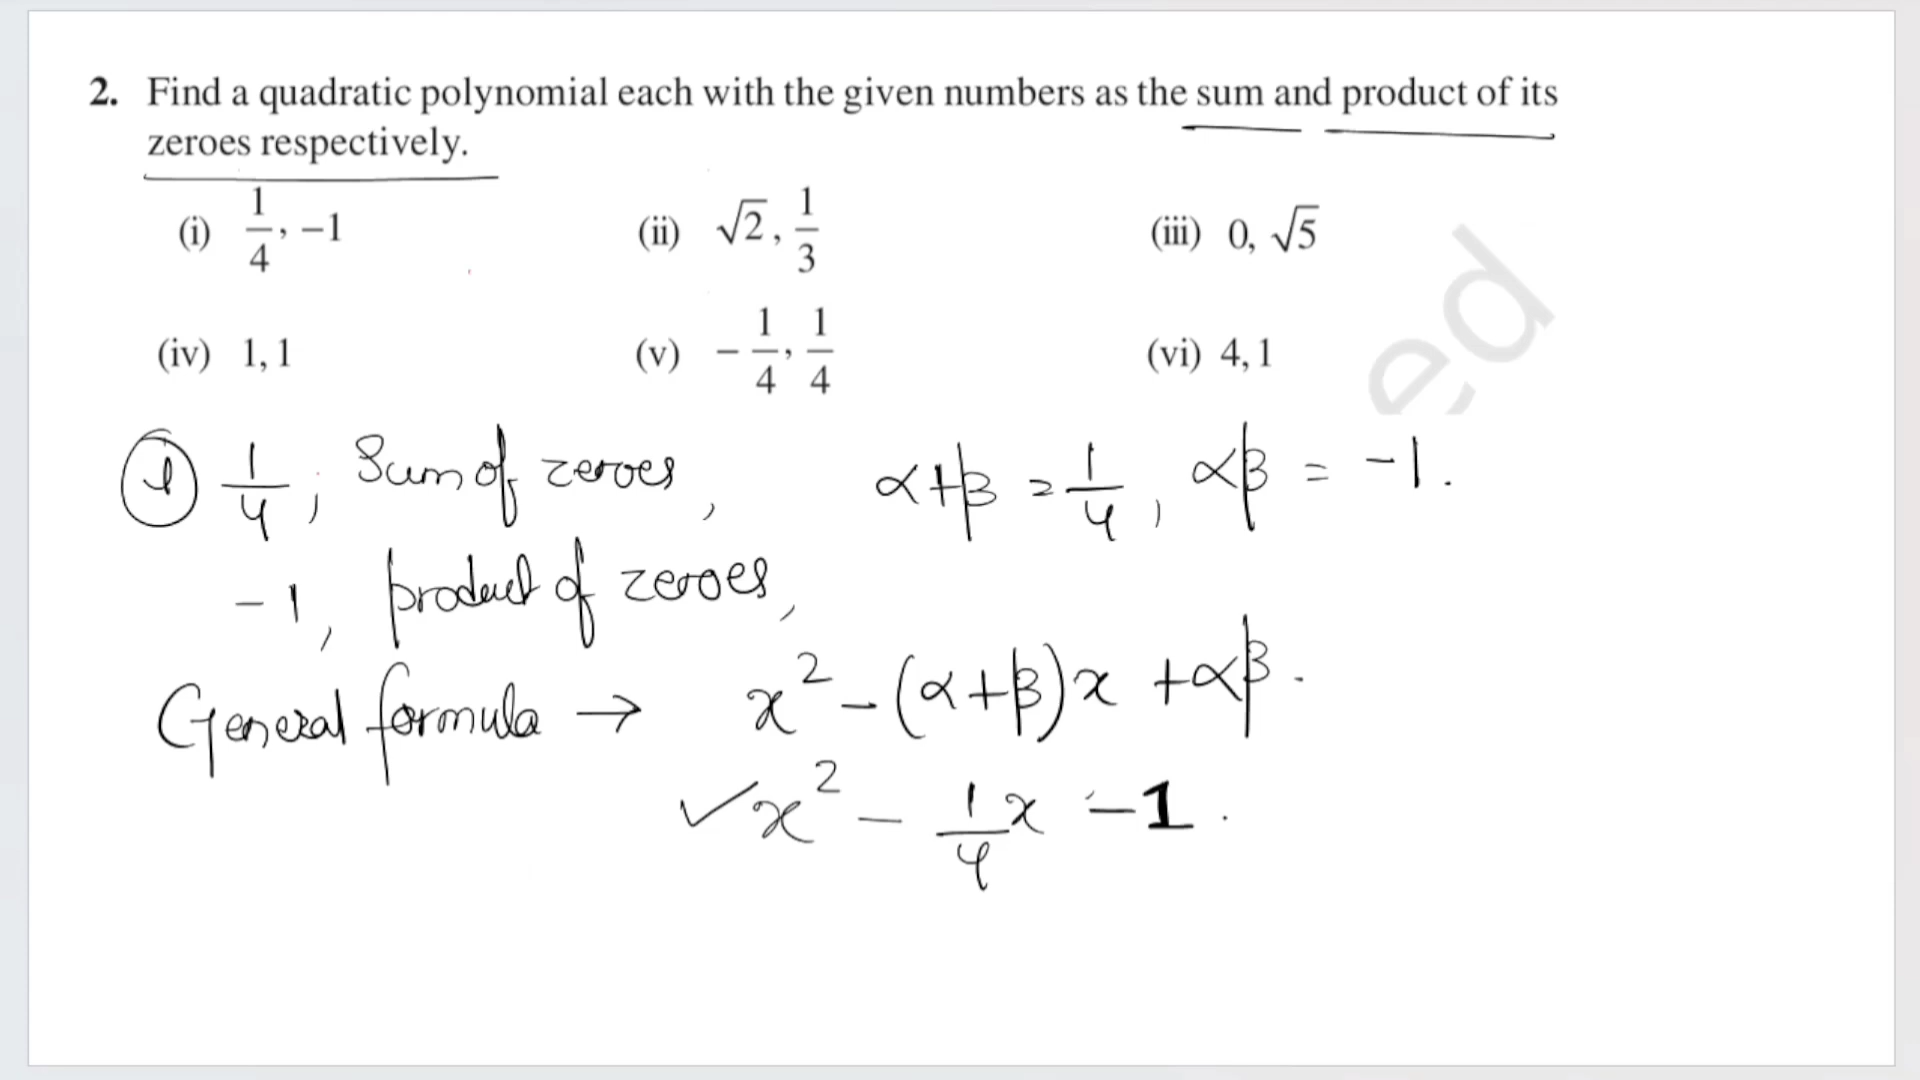 2. Find a quadratic polynomial each with the given numbers as the sum and product of its
zeroes respectively.
(i) 1/4, −1 (ii) √2, 1/3 (iii) 0, √5
(iv) 1, 1 (v) −1/4, 1/4 (vi) 4, 1
ed
① 1/4, Sum of zeroes, α+β = 1/4, αβ = -1.
-1, product of zeroes,
General formula → x² - (α+β)x + αβ.
✓x² - 1/4 x - 1.